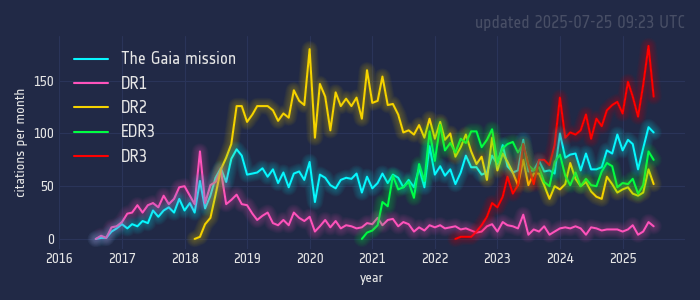 updated 2025-07-25 09:23 UTC
citations per month
150
100
50
0
The Gaia mission
DR1
DR2
EDR3
DR3
2016 2017 2018 2019 2020 2021 2022 2023 2024 2025
year